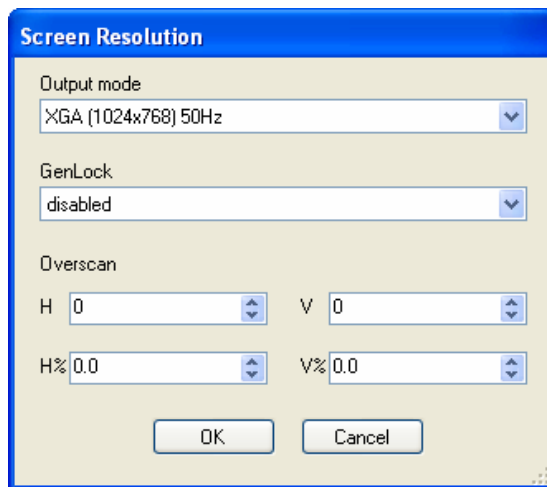 Screen Resolution
Output mode
XGA (1024x768) 50Hz
GenLock
disabled
Overscan
H 0 V 0
H% 0.0 V% 0.0
OK Cancel